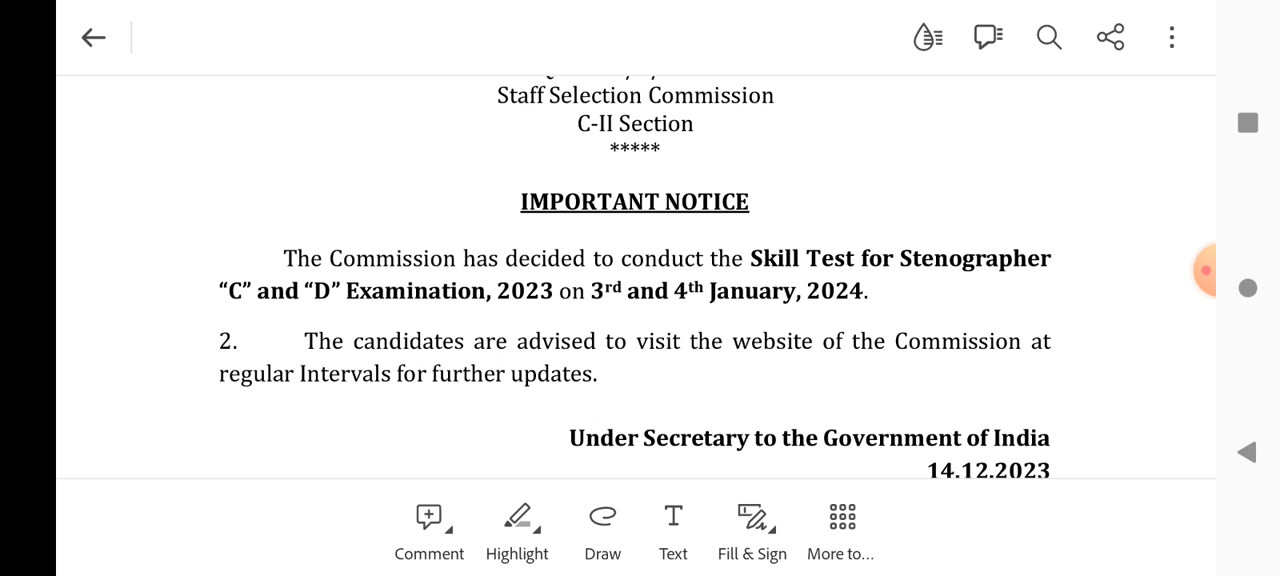 Staff Selection Commission
C-II Section
*****
IMPORTANT NOTICE
The Commission has decided to conduct the Skill Test for Stenographer
“C” and “D” Examination, 2023 on 3rd and 4th January, 2024.
2. The candidates are advised to visit the website of the Commission at
regular Intervals for further updates.
Under Secretary to the Government of India
14.12.2023
Comment Highlight Draw Text Fill & Sign More to...